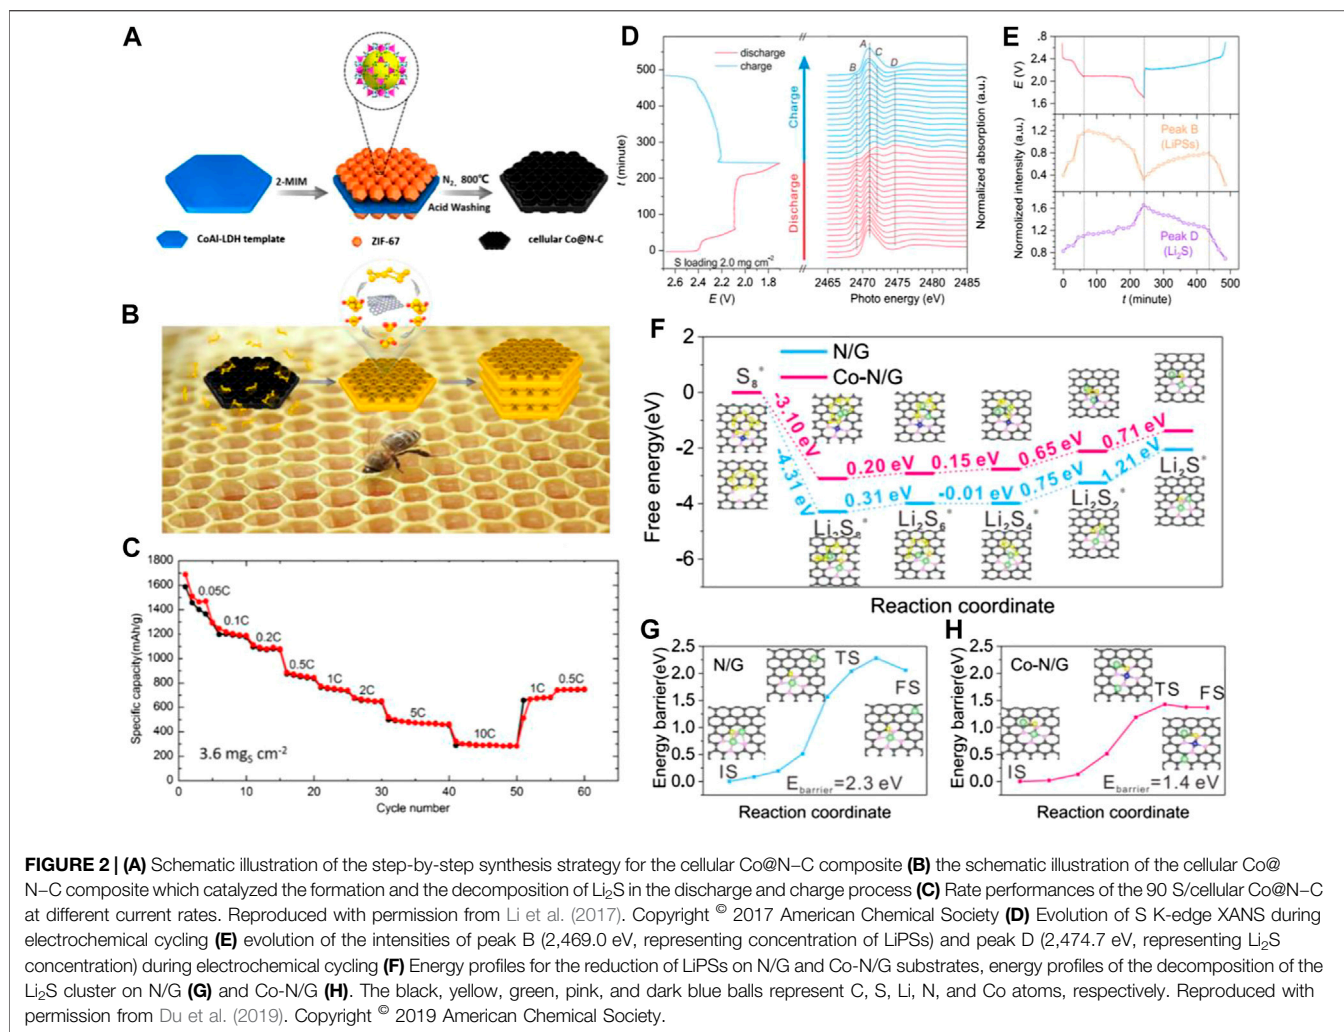 A
2-MIM
N2, 800℃
Acid Washing
CoAl-LDH template
ZIF-67
cellular Co@N-C
B
C
Specific capacity(mAh/g)
1800
1600
1400
1200
1000
800
600
400
200
0
0.05C
0.1C
0.2C
0.5C
1C
2C
5C
10C
1C
0.5C
3.6 mgs cm-2
0 10 20 30 40 50 60
Cycle number
D
discharge
charge
t (minute)
500
400
300
200
100
0
S loading 2.0 mg cm-2
2.6 2.4 2.2 2.0 1.8
E (V)
Charge
Discharge
A
B
C
D
2465 2470 2475 2480 2485
Photo energy (eV)
Normalized absorption (a.u.)
E
E (V)
.8
2.4
2.0
1.6
Normalized intensity (a.u.)
1.2
0.8
0.4
Peak B
(LiPSs)
1.6
1.2
0.8
Peak D
(Li2S)
0 100 200 300 400 500
t (minute)
F
Free energy(eV)
2
0
-2
-4
-6
N/G
Co-N/G
S8*
-3.10 eV
-4.31 eV
0.20 eV
0.15 eV
0.65 eV
0.71 eV
0.31 eV
-0.01 eV
0.75 eV
1.21 eV
Li2S8*
Li2S6*
Li2S4*
Li2S2*
Li2S*
Reaction coordinate
G
Energy barrier(eV)
2.5
2.0
1.5
1.0
0.5
0.0
N/G
IS
TS
FS
Ebarrier=2.3 eV
Reaction coordinate
H
Energy barrier(eV)
2.5
2.0
1.5
1.0
0.5
0.0
Co-N/G
IS
TS
FS
Ebarrier=1.4 eV
Reaction coordinate
FIGURE 2 | (A) Schematic illustration of the step-by-step synthesis strategy for the cellular Co@N–C composite (B) the schematic illustration of the cellular Co@
N–C composite which catalyzed the formation and the decomposition of Li2S in the discharge and charge process (C) Rate performances of the 90 S/cellular Co@N–C
at different current rates. Reproduced with permission from Li et al. (2017). Copyright © 2017 American Chemical Society (D) Evolution of S K-edge XANS during
electrochemical cycling (E) evolution of the intensities of peak B (2,469.0 eV, representing concentration of LiPSs) and peak D (2,474.7 eV, representing Li2S
concentration) during electrochemical cycling (F) Energy profiles for the reduction of LiPSs on N/G and Co-N/G substrates, energy profiles of the decomposition of the
Li2S cluster on N/G (G) and Co-N/G (H). The black, yellow, green, pink, and dark blue balls represent C, S, Li, N, and Co atoms, respectively. Reproduced with
permission from Du et al. (2019). Copyright © 2019 American Chemical Society.